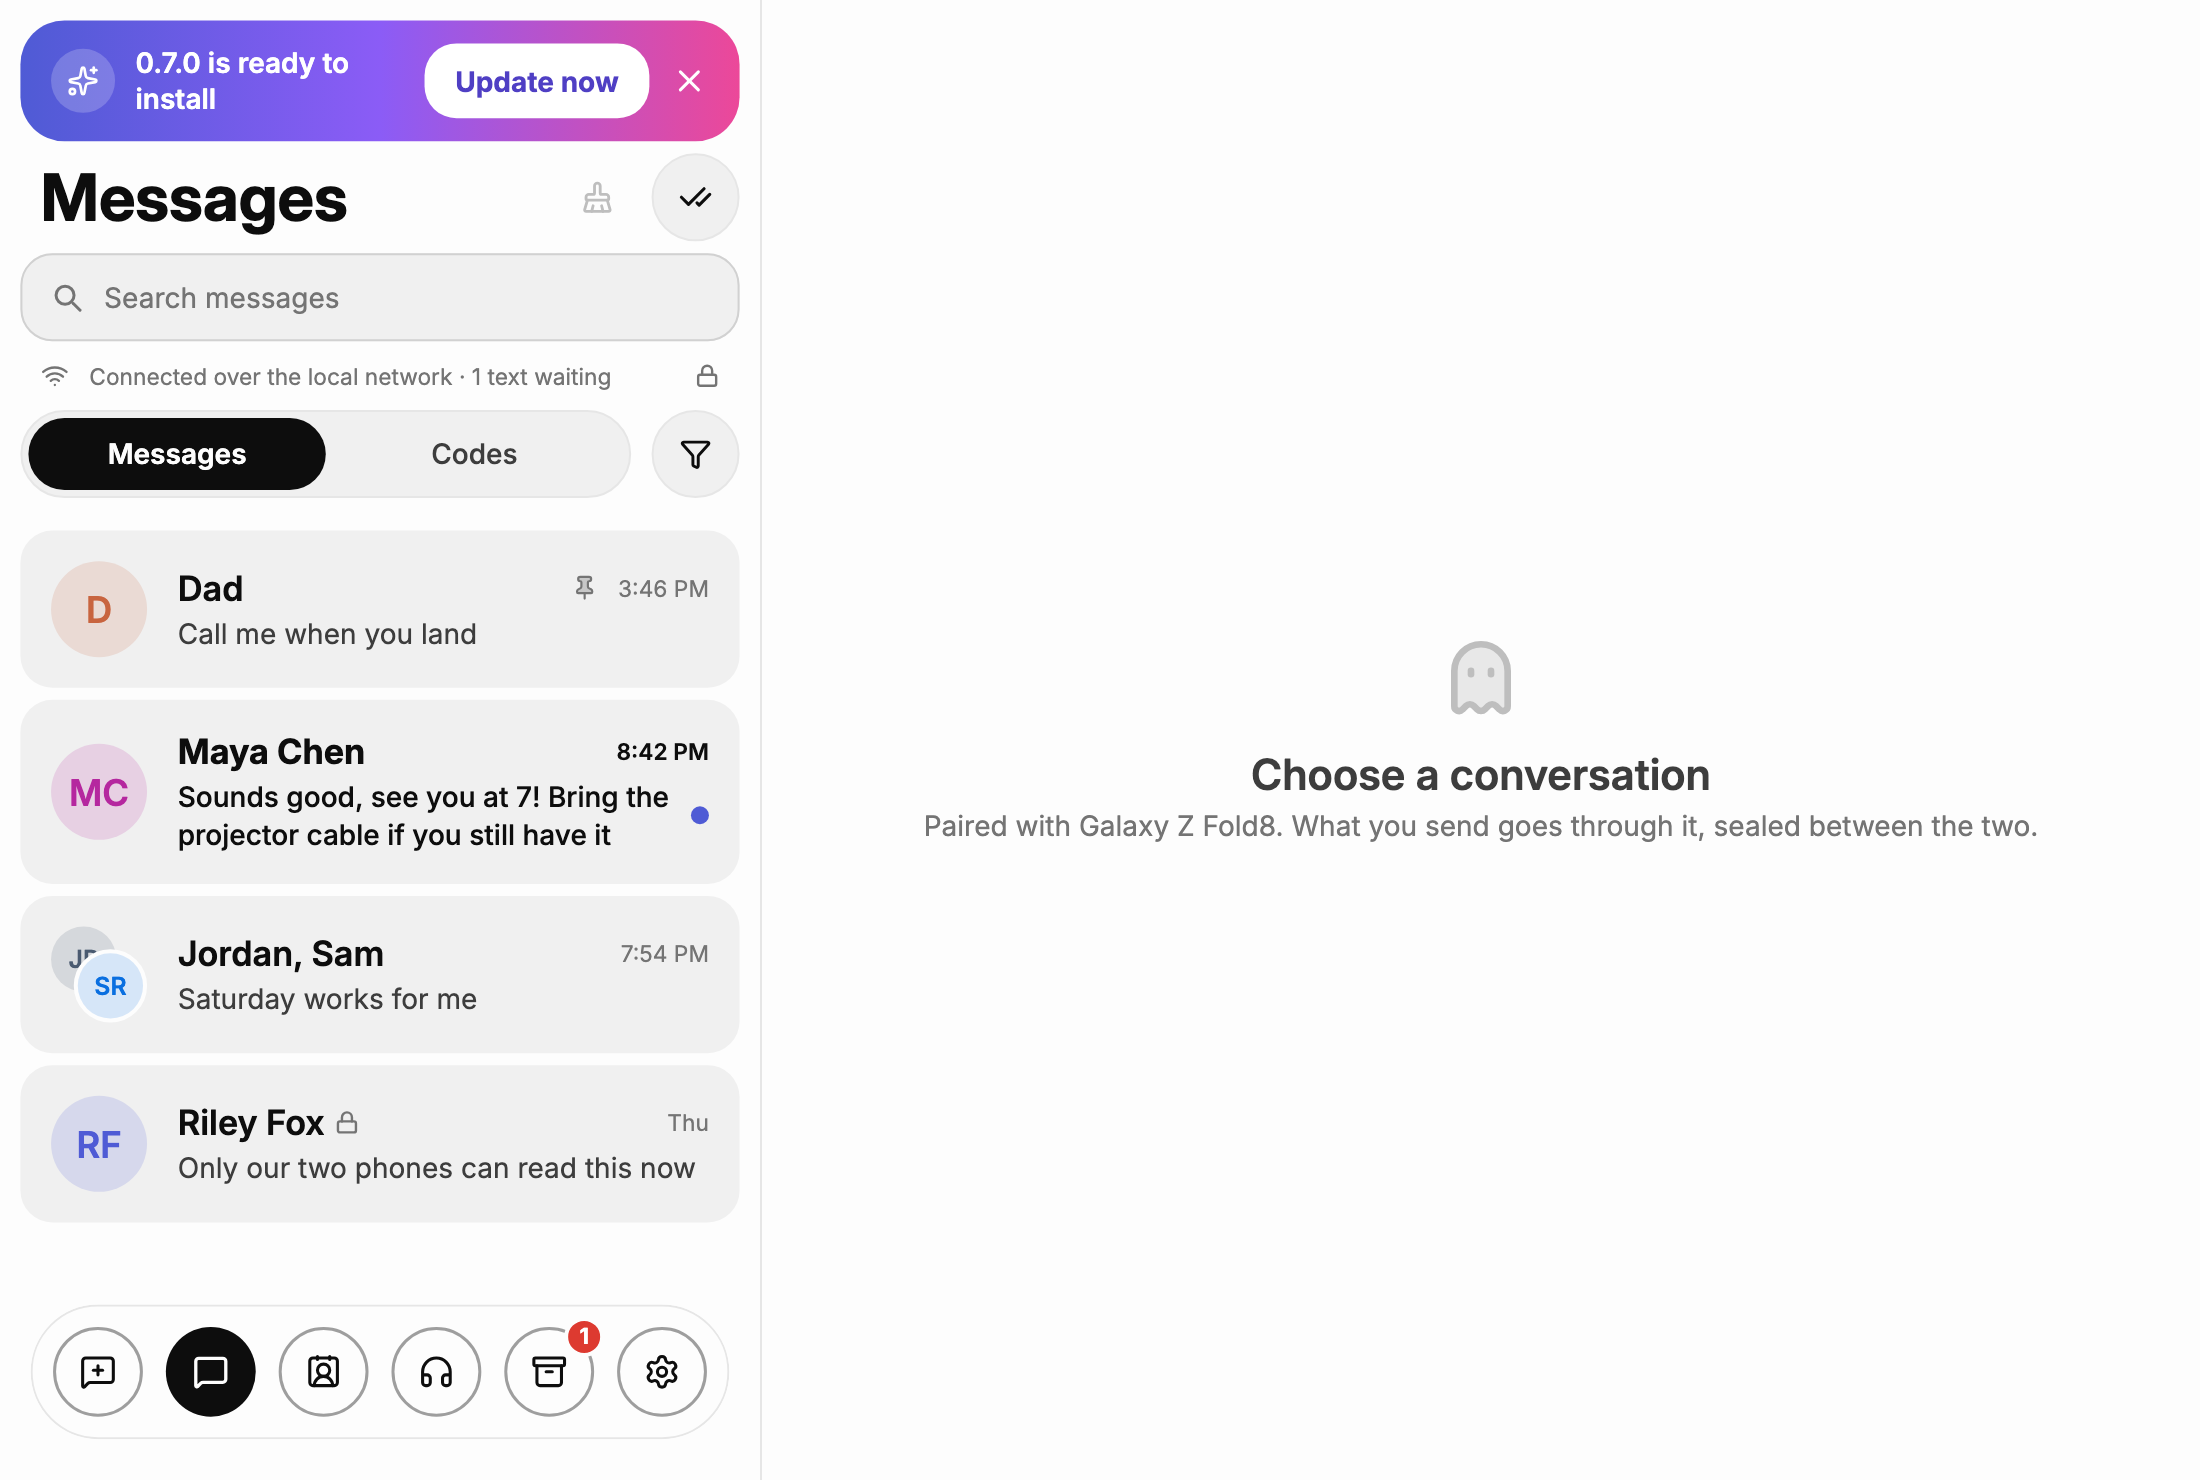 0.7.0 is ready to
install
Update now
Messages
Search messages
Connected over the local network · 1 text waiting
Messages
Codes
D
Dad
3:46 PM
Call me when you land
MC
Maya Chen
8:42 PM
Sounds good, see you at 7! Bring the
projector cable if you still have it
SR
Jordan, Sam
7:54 PM
Saturday works for me
RF
Riley Fox
Thu
Only our two phones can read this now
1
Choose a conversation
Paired with Galaxy Z Fold8. What you send goes through it, sealed between the two.